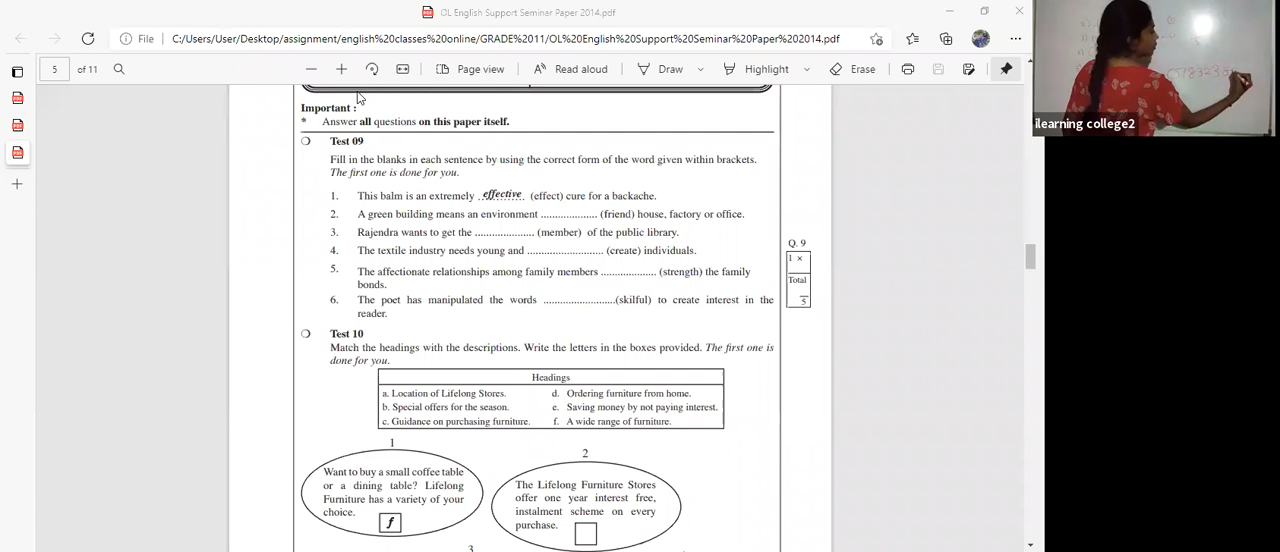 OL English Support Seminar Paper 2014.pdf
File C:/Users/User/Desktop/assignment/english%20classes%20online/GRADE%2011/OL%20English%20Support%20Seminar%20Paper%202014.pdf
5 of 11 Page view Read aloud Draw Highlight Erase
ilearning college2
Important :
* Answer all questions on this paper itself.
Test 09
Fill in the blanks in each sentence by using the correct form of the word given within brackets.
The first one is done for you.
1. This balm is an extremely effective (effect) cure for a backache.
2. A green building means an environment .................... (friend) house, factory or office.
3. Rajendra wants to get the .................... (member) of the public library.
4. The textile industry needs young and .......................... (create) individuals.
5. The affectionate relationships among family members ................... (strength) the family
bonds.
6. The poet has manipulated the words .........................(skilful) to create interest in the
reader.
Q. 9
1 ×
Total
5
Test 10
Match the headings with the descriptions. Write the letters in the boxes provided. The first one is
done for you.
Headings
a. Location of Lifelong Stores. d. Ordering furniture from home.
b. Special offers for the season. e. Saving money by not paying interest.
c. Guidance on purchasing furniture. f. A wide range of furniture.
1
Want to buy a small coffee table
or a dining table? Lifelong
Furniture has a variety of your
choice.
f
2
The Lifelong Furniture Stores
offer one year interest free,
instalment scheme on every
purchase.
3